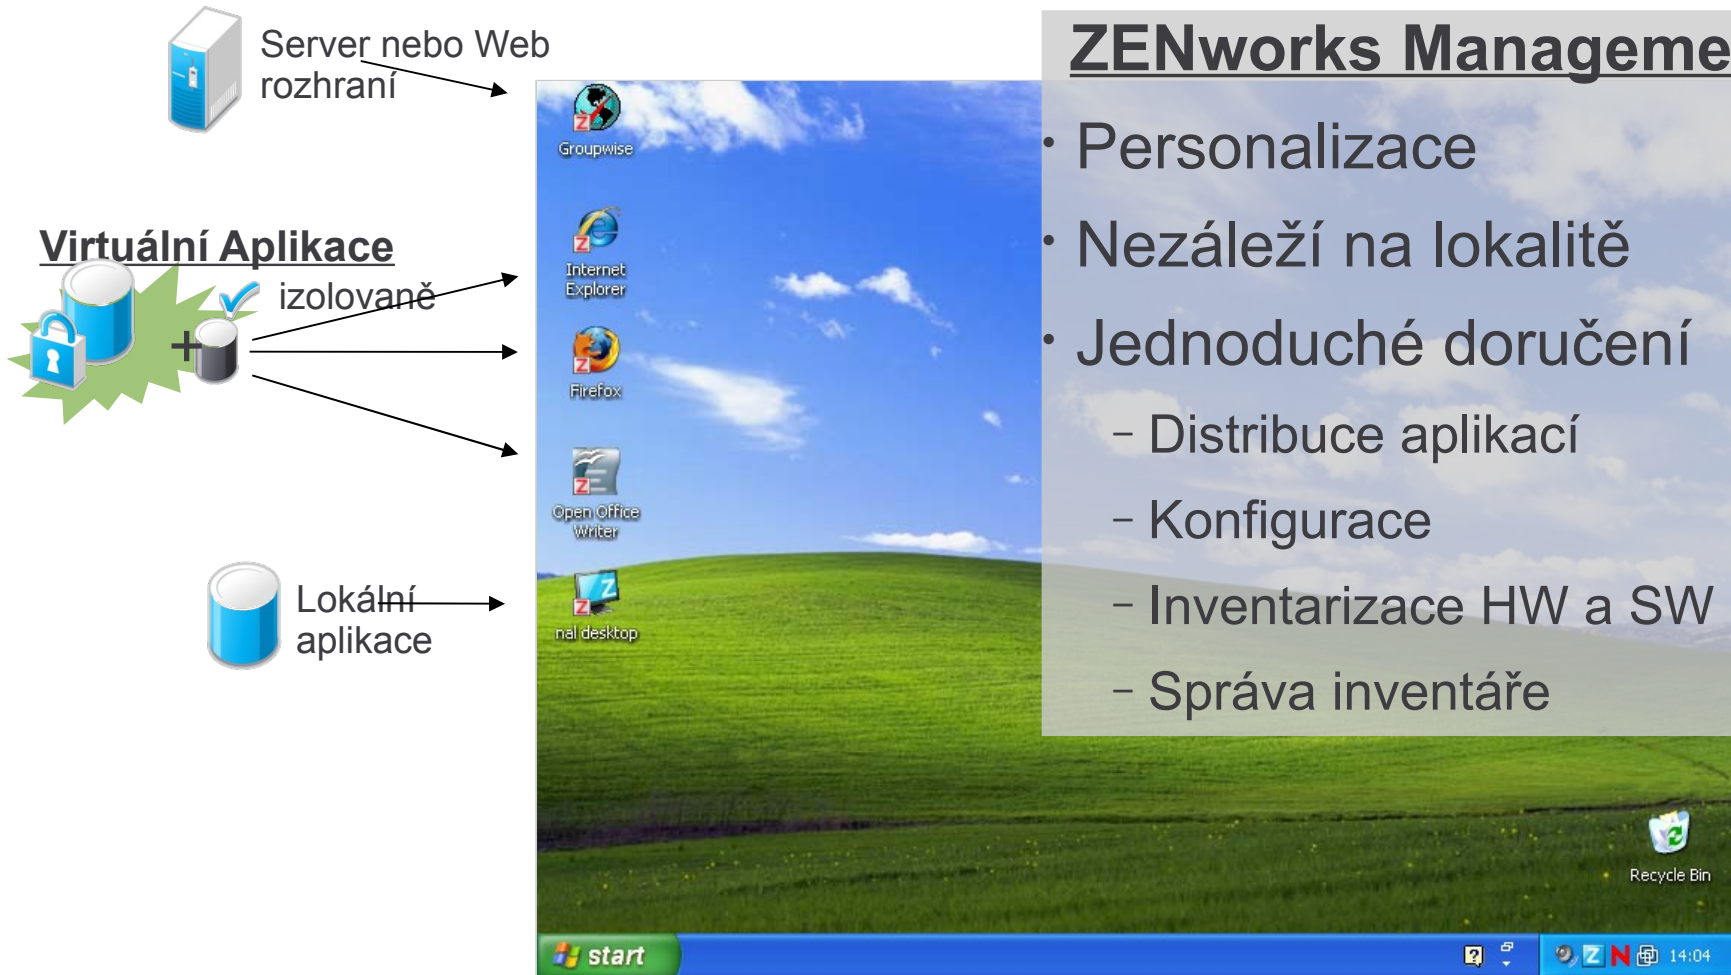 Server nebo Web
rozhraní
Virtuální Aplikace
izolovaně
+
Lokální
aplikace
Groupwise
Internet
Explorer
Firefox
Open Office
Writer
nal desktop
ZENworks Manageme
• Personalizace
• Nezáleží na lokalitě
• Jednoduché doručení
– Distribuce aplikací
– Konfigurace
– Inventarizace HW a SW
– Správa inventáře
Recycle Bin
start
14:04